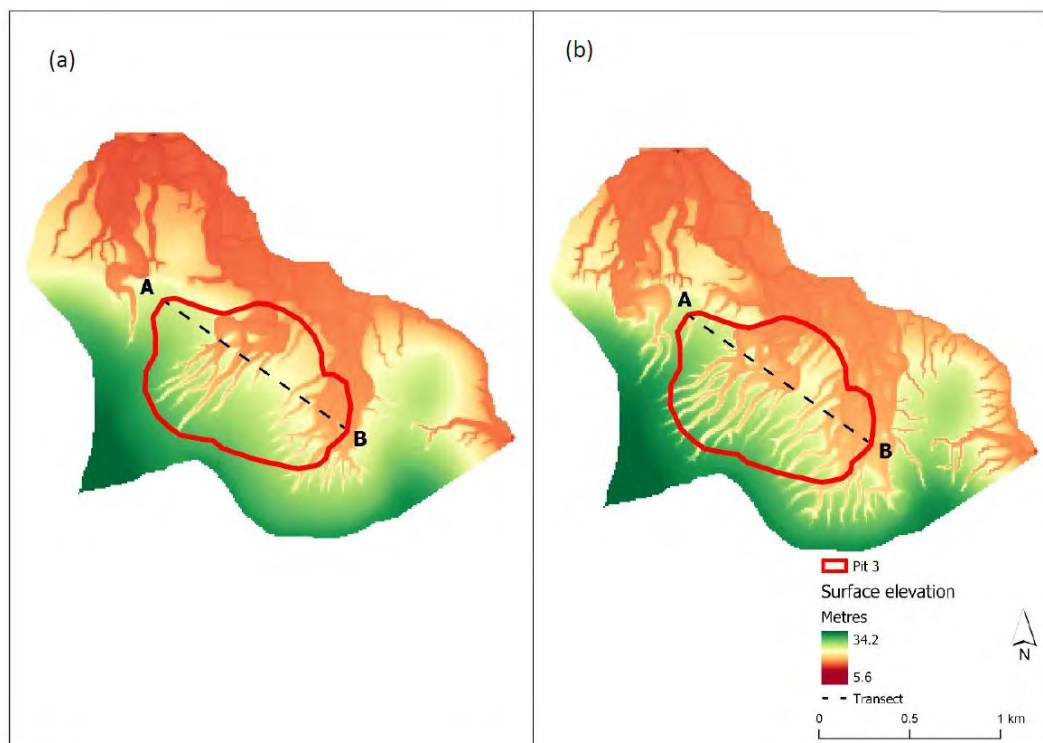 (a)
(b)
A
B
A
B
Pit 3
Surface elevation
Metres
34.2
5.6
Transect
N
0 0.5 1 km